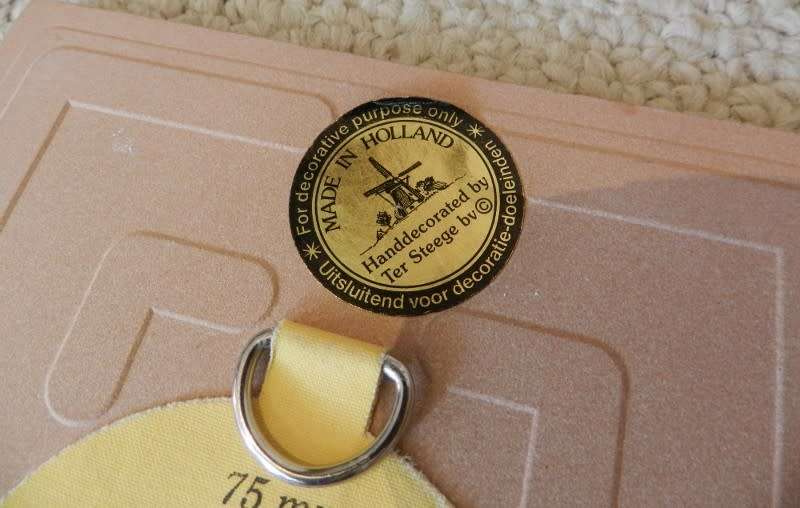 For decorative purpose only
MADE IN HOLLAND
Handdecorated by
Ter Steege bv©
Uitsluitend voor decoratie-doeleinden
75